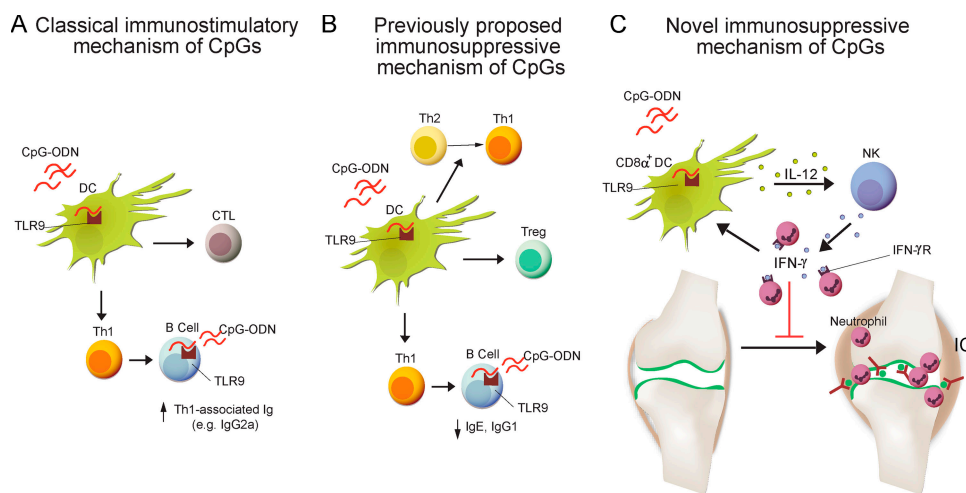 A Classical immunostimulatory
mechanism of CpGs
CpG-ODN
DC
TLR9
CTL
Th1
B Cell
CpG-ODN
TLR9
↑ Th1-associated Ig
(e.g. IgG2a)
B Previously proposed
immunosuppressive
mechanism of CpGs
Th2
Th1
CpG-ODN
DC
TLR9
Treg
Th1
B Cell
CpG-ODN
TLR9
↓ IgE, IgG1
C Novel immunosuppressive
mechanism of CpGs
CpG-ODN
CD8α+ DC
TLR9
IL-12
NK
IFN-γ
IFN-γR
Neutrophil